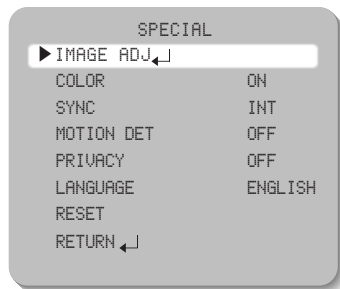 SPECIAL
▶IMAGE ADJ↵
COLOR ON
SYNC INT
MOTION DET OFF
PRIVACY OFF
LANGUAGE ENGLISH
RESET
RETURN↵